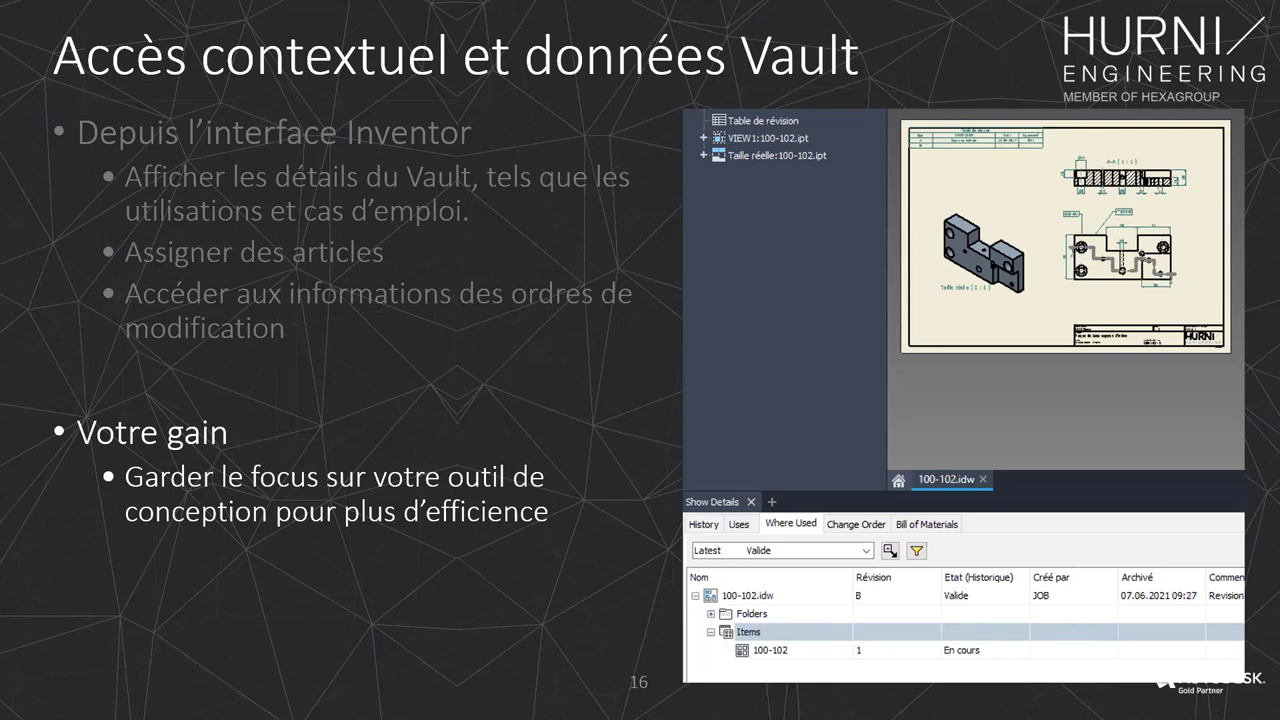 Accès contextuel et données Vault
HURNI/
ENGINEERING
MEMBER OF HEXAGROUP
• Depuis l’interface Inventor
• Afficher les détails du Vault, tels que les
utilisations et cas d’emploi.
• Assigner des articles
• Accéder aux informations des ordres de
modification
• Votre gain
• Garder le focus sur votre outil de
conception pour plus d’efficience
Table de révision
VIEW1:100-102.ipt
Taille réelle:100-102.ipt
HURNI
100-102.idw
Show Details
History Uses Where Used Change Order Bill of Materials
Latest Valide
Nom Révision Etat (Historique) Créé par Archivé Commen
100-102.idw B Valide JOB 07.06.2021 09:27 Revision
Folders
Items
100-102 1 En cours
16
Gold Partner